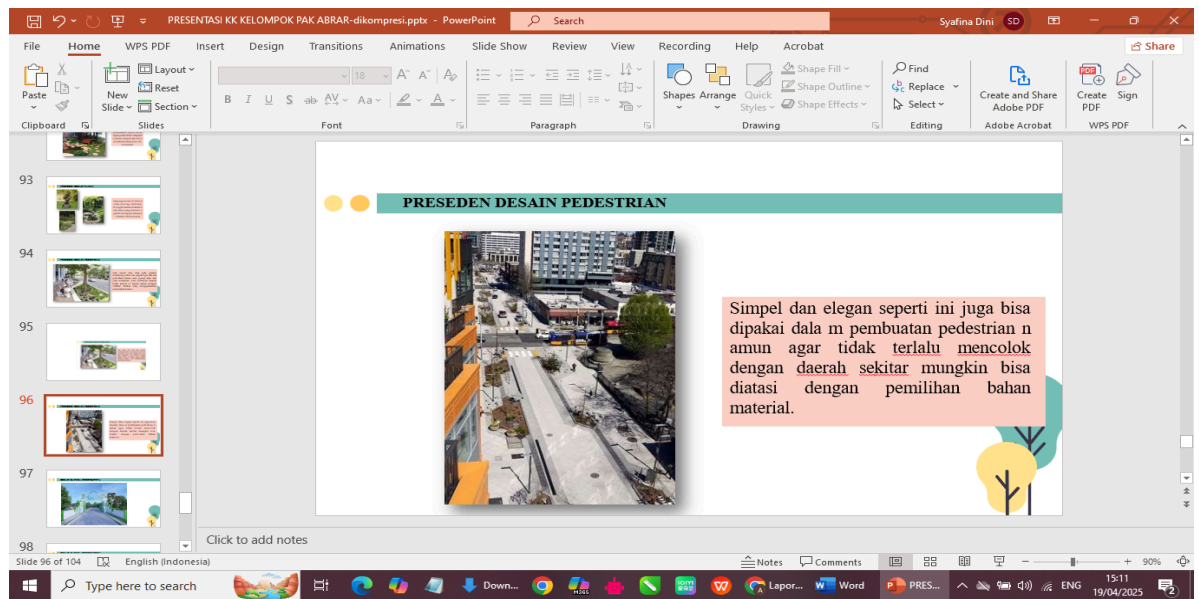 PRESENTASI KK KELOMPOK PAK ABRAR-dikompresi.pptx - PowerPoint
Search
Syafina Dini SD
File Home WPS PDF Insert Design Transitions Animations Slide Show Review View Recording Help Acrobat Share
Paste
New Slide
Layout
Reset
Section
18
Shapes Arrange Quick Styles
Shape Fill
Shape Outline
Shape Effects
Find
Replace
Select
Create and Share Adobe PDF
Create PDF
Sign
Clipboard Slides Font Paragraph Drawing Editing Adobe Acrobat WPS PDF
93
94
95
96
97
98
PRESEDEN DESAIN PEDESTRIAN
Simpel dan elegan seperti ini juga bisa
dipakai dala m pembuatan pedestrian n
amun agar tidak terlalu mencolok
dengan daerah sekitar mungkin bisa
diatasi dengan pemilihan bahan
material.
Click to add notes
Slide 96 of 104 English (Indonesia) Notes Comments 90%
Type here to search Down... Lapor... Word PRES... ENG 15:11
19/04/2025